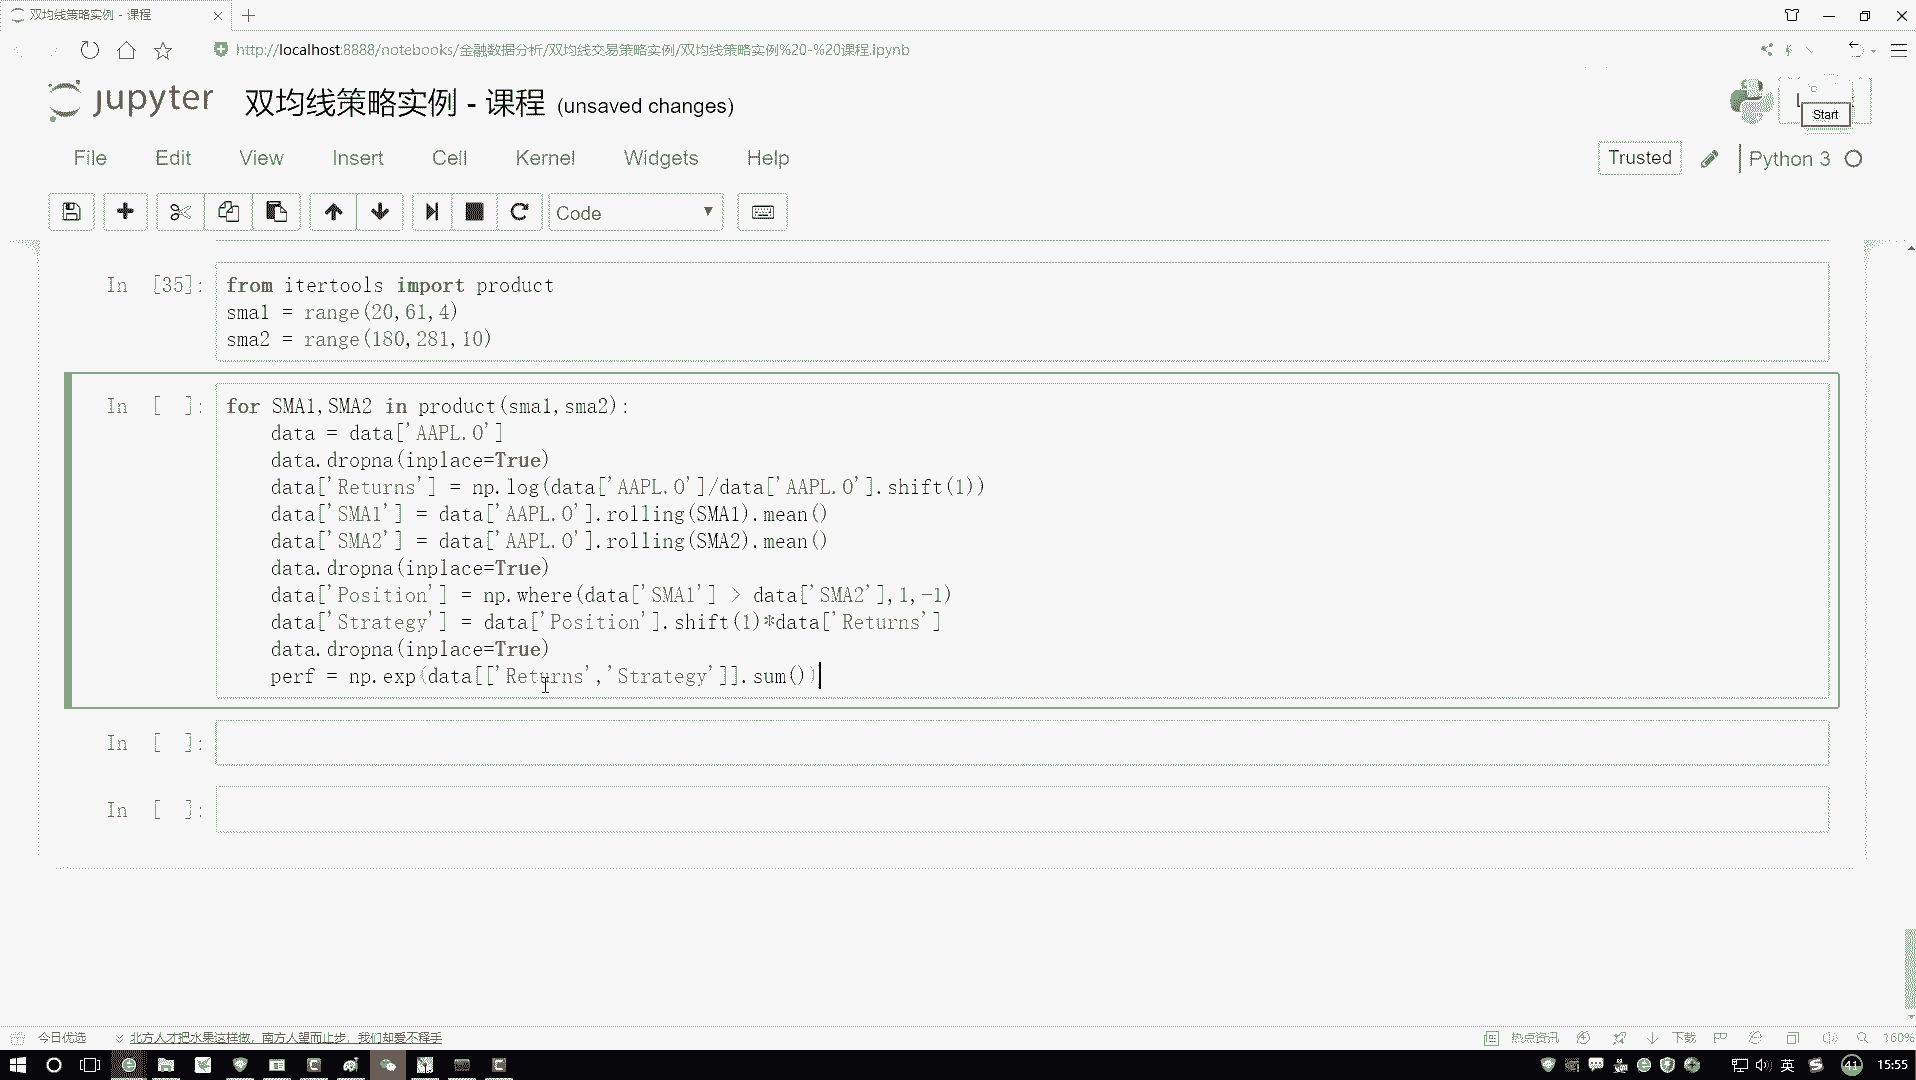 双均线策略实例 - 课程
http://localhost:8888/notebooks/金融数据分析/双均线交易策略实例/双均线策略实例%20-%20课程.ipynb
jupyter 双均线策略实例 - 课程 (unsaved changes)
Start
File Edit View Insert Cell Kernel Widgets Help
Trusted Python 3
Code
In [35]:
from itertools import product
sma1 = range(20,61,4)
sma2 = range(180,281,10)
In [ ]:
for SMA1,SMA2 in product(sma1,sma2):
data = data['AAPL.O']
data.dropna(inplace=True)
data['Returns'] = np.log(data['AAPL.O']/data['AAPL.O'].shift(1))
data['SMA1'] = data['AAPL.O'].rolling(SMA1).mean()
data['SMA2'] = data['AAPL.O'].rolling(SMA2).mean()
data.dropna(inplace=True)
data['Position'] = np.where(data['SMA1'] > data['SMA2'],1,-1)
data['Strategy'] = data['Position'].shift(1)*data['Returns']
data.dropna(inplace=True)
perf = np.exp(data[['Returns','Strategy']].sum())
In [ ]:
In [ ]:
今日优选 北方人才把水果这样做，南方人望而止步，我们却爱不释手 热点资讯 下载 160%
英 41 15:55